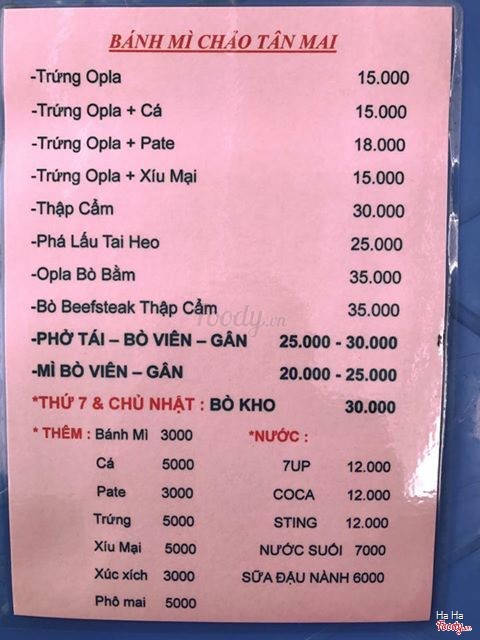 BÁNH MÌ CHẢO TÂN MAI
-Trứng Opla 15.000
-Trứng Opla + Cá 15.000
-Trứng Opla + Pate 18.000
-Trứng Opla + Xíu Mại 15.000
-Thập Cẩm 30.000
-Phá Lấu Tai Heo 25.000
-Opla Bò Bằm 35.000
-Bò Beefsteak Thập Cẩm 35.000
foody.vn
-PHỞ TÁI – BÒ VIÊN – GÂN 25.000 - 30.000
-MÌ BÒ VIÊN – GÂN 20.000 - 25.000
*THỨ 7 & CHỦ NHẬT : BÒ KHO 30.000
* THÊM : Bánh Mì 3000 *NƯỚC :
Cá 5000 7UP 12.000
Pate 3000 COCA 12.000
Trứng 5000 STING 12.000
Xíu Mại 5000 NƯỚC SUỐI 7000
Xúc xích 3000 SỮA ĐẬU NÀNH 6000
Phô mai 5000
Ha Ha
foody.vn